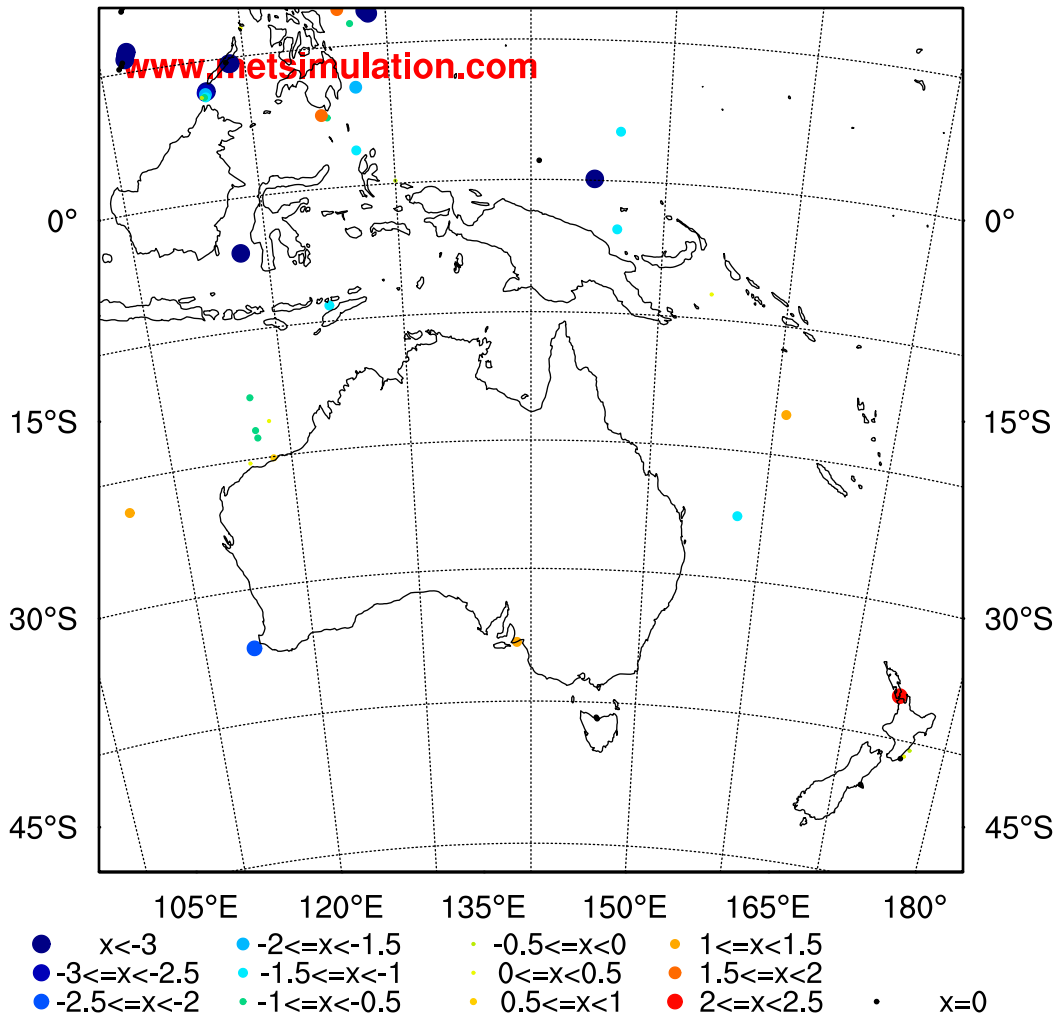 www.metsimulation.com
0° 0°
15°S 15°S
30°S 30°S
45°S 45°S
105°E 120°E 135°E 150°E 165°E 180°
x<-3 -2<=x<-1.5 -0.5<=x<0 1<=x<1.5
-3<=x<-2.5 -1.5<=x<-1 0<=x<0.5 1.5<=x<2
-2.5<=x<-2 -1<=x<-0.5 0.5<=x<1 2<=x<2.5 x=0